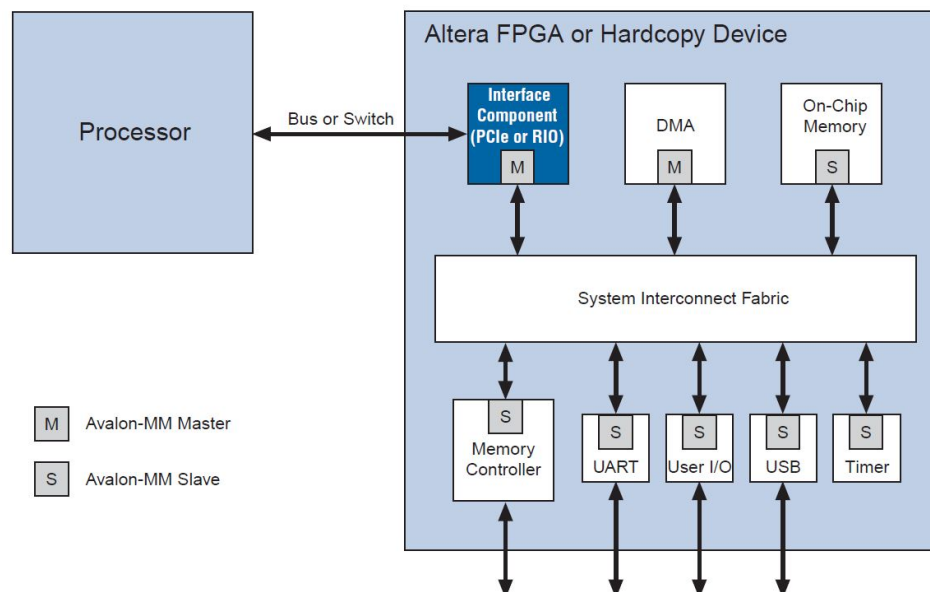 Altera FPGA or Hardcopy Device
Processor
Bus or Switch
Interface
Component
(PCIe or RIO)
M
DMA
M
On-Chip
Memory
S
System Interconnect Fabric
S
Memory
Controller
S
UART
S
User I/O
S
USB
S
Timer
M Avalon-MM Master
S Avalon-MM Slave